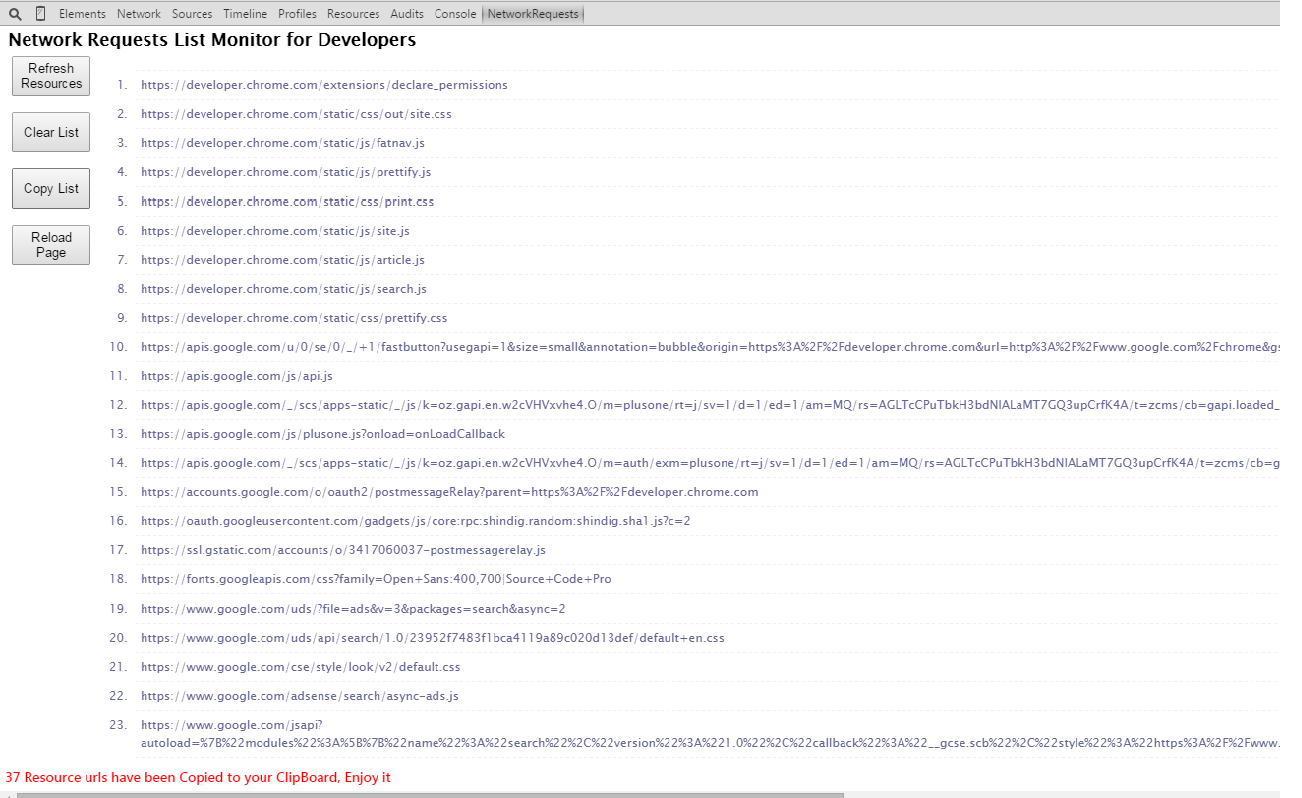 Elements Network Sources Timeline Profiles Resources Audits Console NetworkRequests
Network Requests List Monitor for Developers
Refresh
Resources
Clear List
Copy List
Reload
Page
1. https://developer.chrome.com/extensions/declare_permissions
2. https://developer.chrome.com/static/css/out/site.css
3. https://developer.chrome.com/static/js/fatnav.js
4. https://developer.chrome.com/static/js/prettify.js
5. https://developer.chrome.com/static/css/print.css
6. https://developer.chrome.com/static/js/site.js
7. https://developer.chrome.com/static/js/article.js
8. https://developer.chrome.com/static/js/search.js
9. https://developer.chrome.com/static/css/prettify.css
10. https://apis.google.com/u/0/se/0/_/+1/fastbutton?usegapi=1&size=small&annotation=bubble&origin=https%3A%2F%2Fdeveloper.chrome.com&url=http%3A%2F%2Fwww.google.com%2Fchrome&gs
11. https://apis.google.com/js/api.js
12. https://apis.google.com/_/scs/apps-static/_/js/k=oz.gapi.en.w2cVHVxvhe4.O/m=plusone/rt=j/sv=1/d=1/ed=1/am=MQ/rs=AGLTcCPuTbkH3bdNIALaMT7GQ3upCrfK4A/t=zcms/cb=gapi.loaded_
13. https://apis.google.com/js/plusone.js?onload=onLoadCallback
14. https://apis.google.com/_/scs/apps-static/_/js/k=oz.gapi.en.w2cVHVxvhe4.O/m=auth/exm=plusone/rt=j/sv=1/d=1/ed=1/am=MQ/rs=AGLTcCPuTbkH3bdNIALaMT7GQ3upCrfK4A/t=zcms/cb=g
15. https://accounts.google.com/o/oauth2/postmessageRelay?parent=https%3A%2F%2Fdeveloper.chrome.com
16. https://oauth.googleusercontent.com/gadgets/js/core:rpc:shindig.random:shindig.sha1.js?c=2
17. https://ssl.gstatic.com/accounts/o/3417060037-postmessagerelay.js
18. https://fonts.googleapis.com/css?family=Open+Sans:400,700|Source+Code+Pro
19. https://www.google.com/uds/?file=ads&v=3&packages=search&async=2
20. https://www.google.com/uds/api/search/1.0/23952f7483f1bca4119a89c020d13def/default+en.css
21. https://www.google.com/cse/style/look/v2/default.css
22. https://www.google.com/adsense/search/async-ads.js
23. https://www.google.com/jsapi?
autoload=%7B%22modules%22%3A%5B%7B%22name%22%3A%22search%22%2C%22version%22%3A%221.0%22%2C%22callback%22%3A%22__gcse.scb%22%2C%22style%22%3A%22https%3A%2F%2Fwww.
37 Resource urls have been Copied to your ClipBoard, Enjoy it